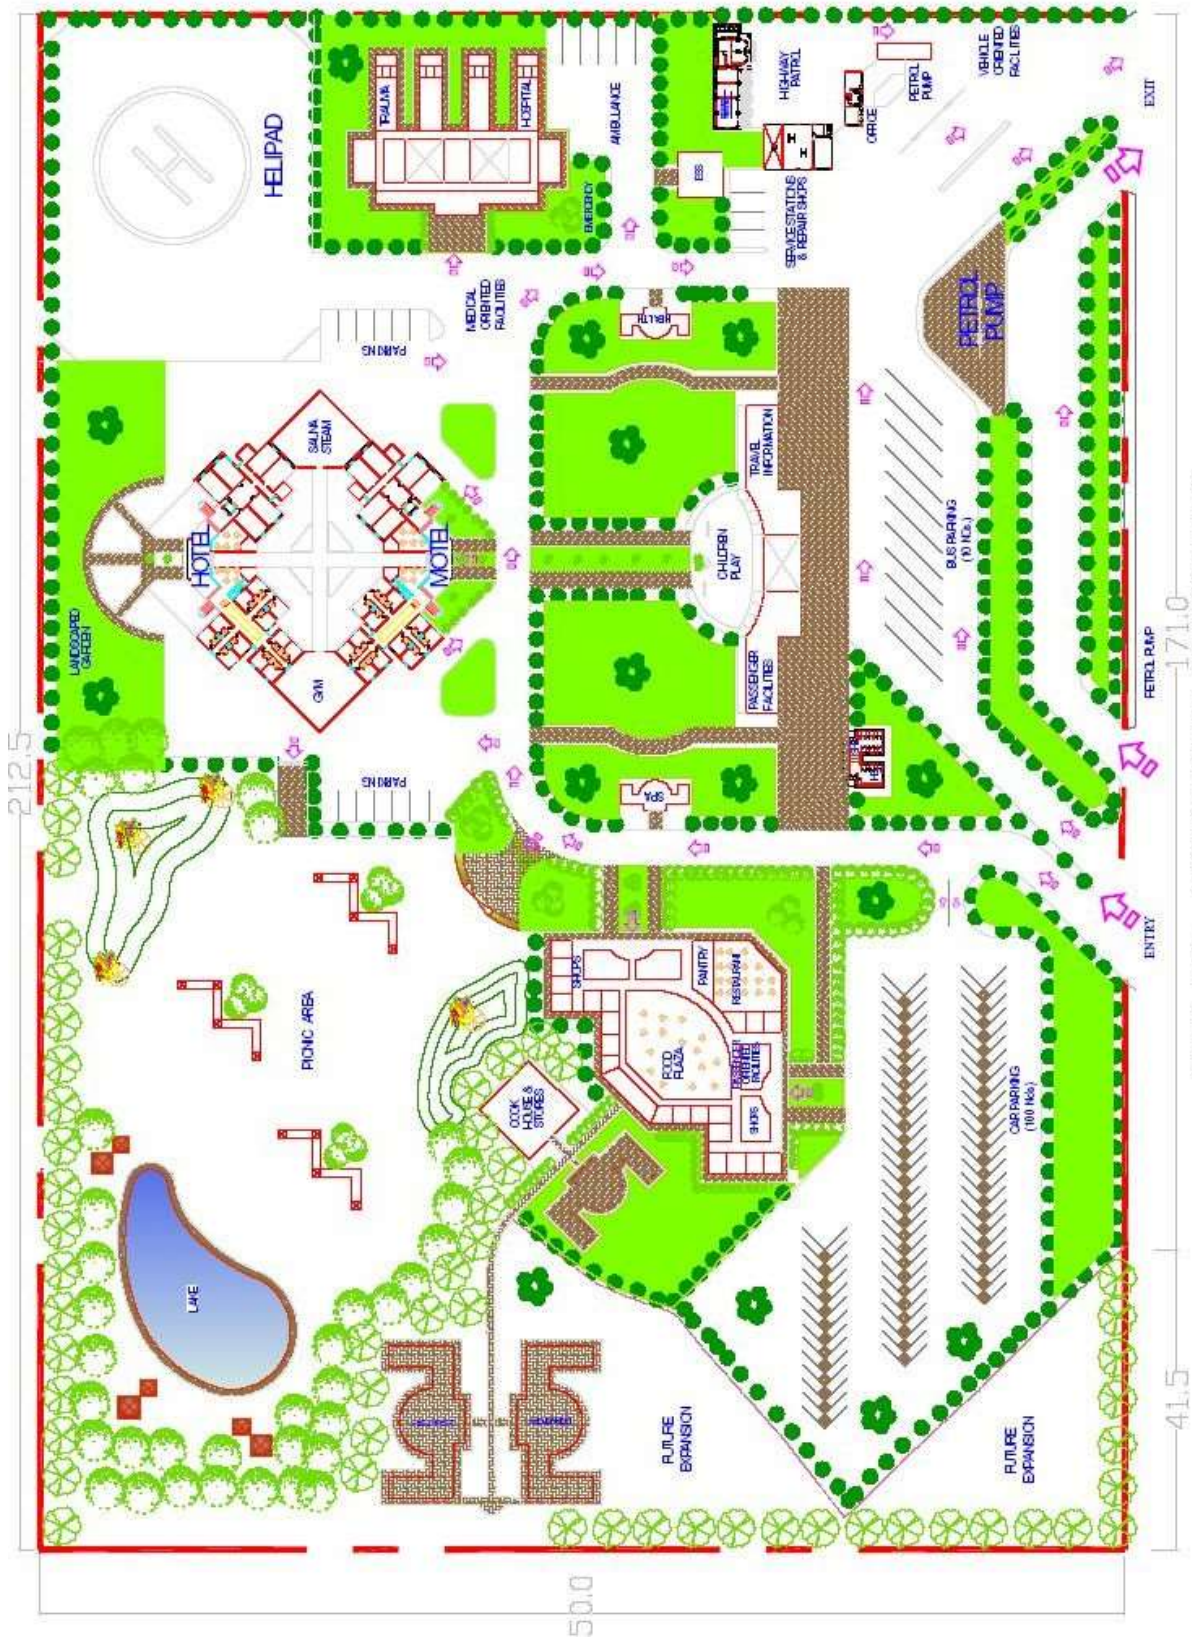 HELIPAD
TRAUMA
HOSPITAL
AMBULANCE
EMERGENCY
ESS
HIGHWAY
PATROL
OFFICE
PETROL
PUMP
VEHICLE
ORIENTED
FACILITIES
EXIT
SERVICE STATIONS
& REPAIR SHOPS
MEDICAL
ORIENTED
FACILITIES
PARKING
HEALTH
PETROL
PUMP
LANDSCAPED
GARDEN
SAUNA
STEAM
HOTEL
MOTEL
GYM
TRAVEL
INFORMATION
CHILDREN
PLAY
PASSENGER
FACILITIES
BUS PARKING
(10 NOs.)
PETROL PUMP
171.0
212.5
PARKING
SPA
ENTRY
PICNIC AREA
SHOPS
PANTRY
RESTAURANT
FOOD
PLAZA
PASSENGER
ORIENTED
FACILITIES
SHOPS
COOK
HOUSE &
STORES
CAR PARKING
(100 NOs.)
LAKE
FUTURE
EXPANSION
FUTURE
EXPANSION
41.5
50.0